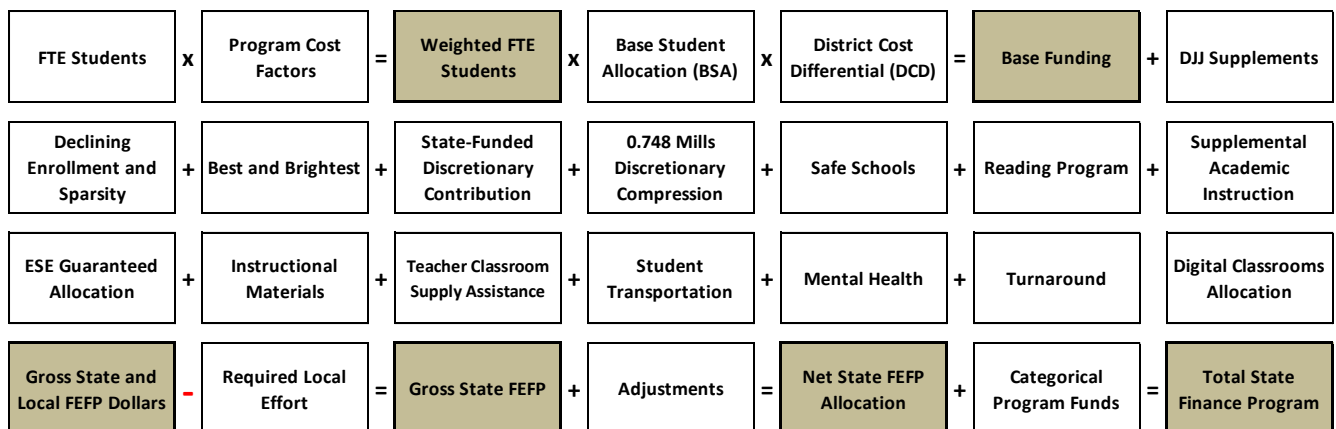 FTE Students
x
Program Cost
Factors
=
Weighted FTE
Students
x
Base Student
Allocation (BSA)
x
District Cost
Differential (DCD)
=
Base Funding
+
DJJ Supplements
Declining
Enrollment and
Sparsity
+
Best and Brightest
+
State-Funded
Discretionary
Contribution
+
0.748 Mills
Discretionary
Compression
+
Safe Schools
+
Reading Program
+
Supplemental
Academic
Instruction
ESE Guaranteed
Allocation
+
Instructional
Materials
+
Teacher Classroom
Supply Assistance
+
Student
Transportation
+
Mental Health
+
Turnaround
Digital Classrooms
Allocation
Gross State and
Local FEFP Dollars
-
Required Local
Effort
=
Gross State FEFP
+
Adjustments
=
Net State FEFP
Allocation
+
Categorical
Program Funds
=
Total State
Finance Program